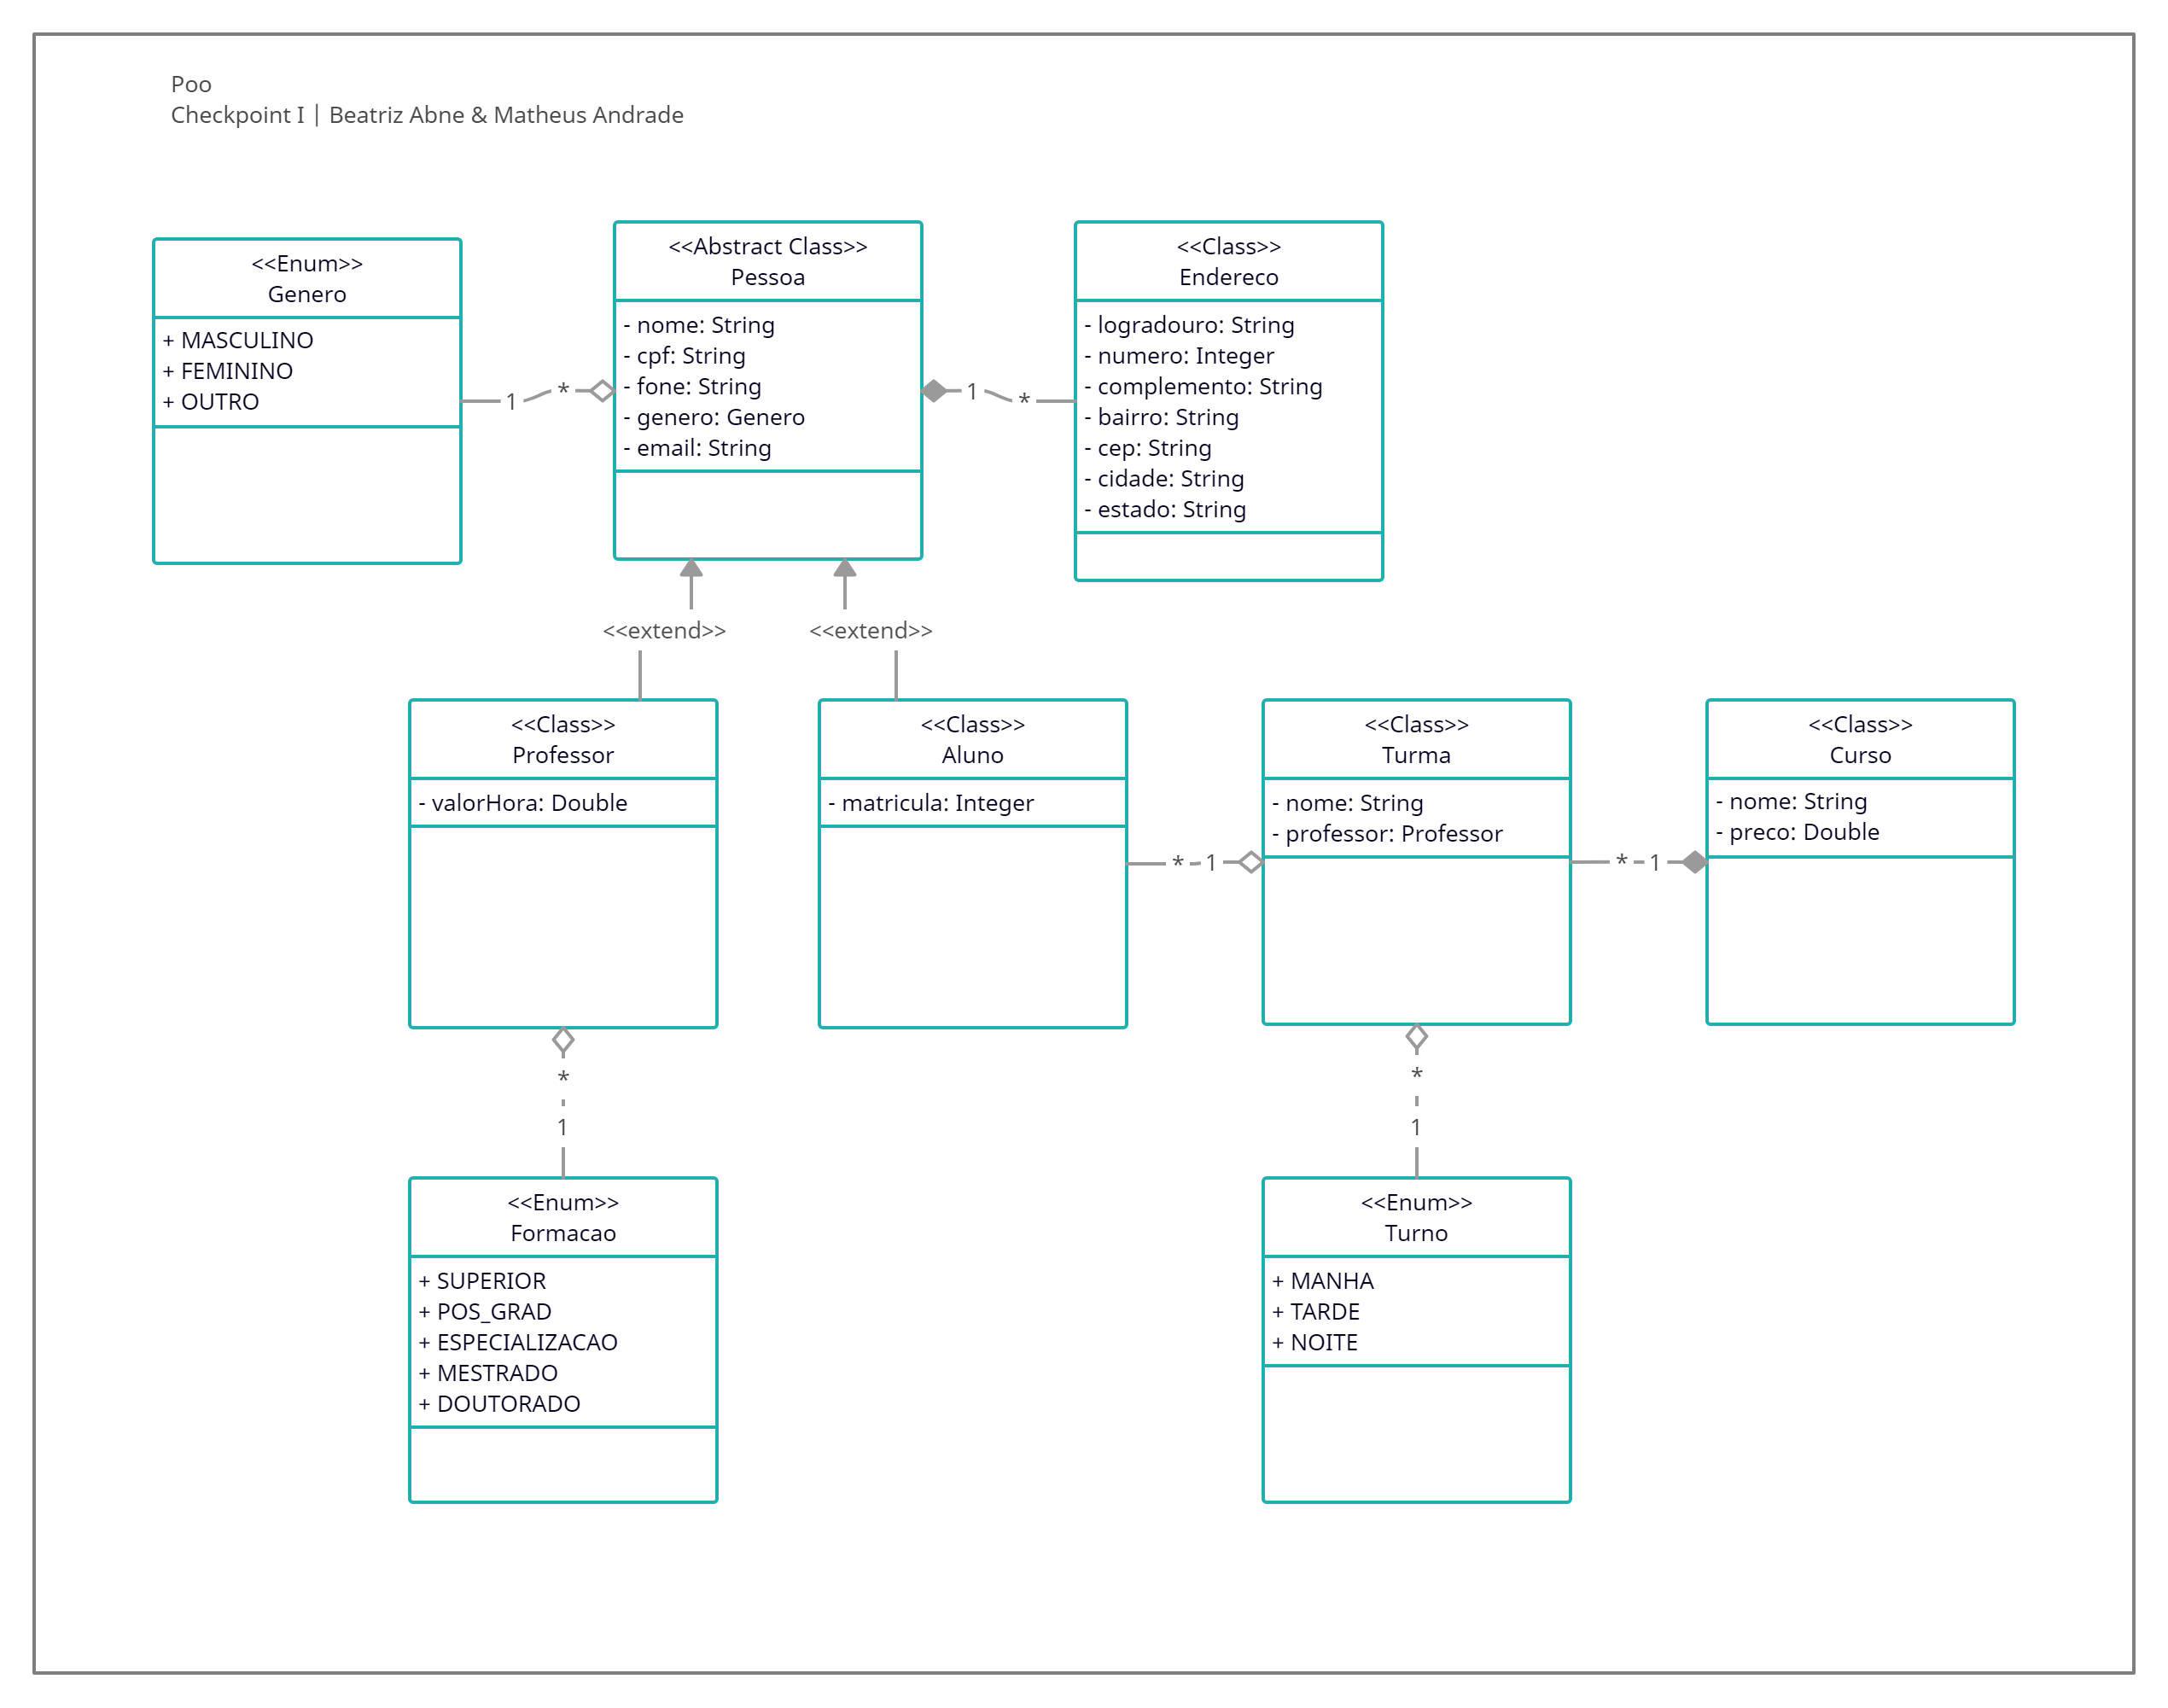 Poo
Checkpoint I | Beatriz Abne & Matheus Andrade
<<Enum>>
Genero
+ MASCULINO
+ FEMININO
+ OUTRO
1
*
<<Abstract Class>>
Pessoa
- nome: String
- cpf: String
- fone: String
- genero: Genero
- email: String
1
*
<<Class>>
Endereco
- logradouro: String
- numero: Integer
- complemento: String
- bairro: String
- cep: String
- cidade: String
- estado: String
<<extend>>
<<extend>>
<<Class>>
Professor
- valorHora: Double
<<Class>>
Aluno
- matricula: Integer
*
1
<<Class>>
Turma
- nome: String
- professor: Professor
*
1
<<Class>>
Curso
- nome: String
- preco: Double
*
1
*
1
<<Enum>>
Formacao
+ SUPERIOR
+ POS_GRAD
+ ESPECIALIZACAO
+ MESTRADO
+ DOUTORADO
<<Enum>>
Turno
+ MANHA
+ TARDE
+ NOITE